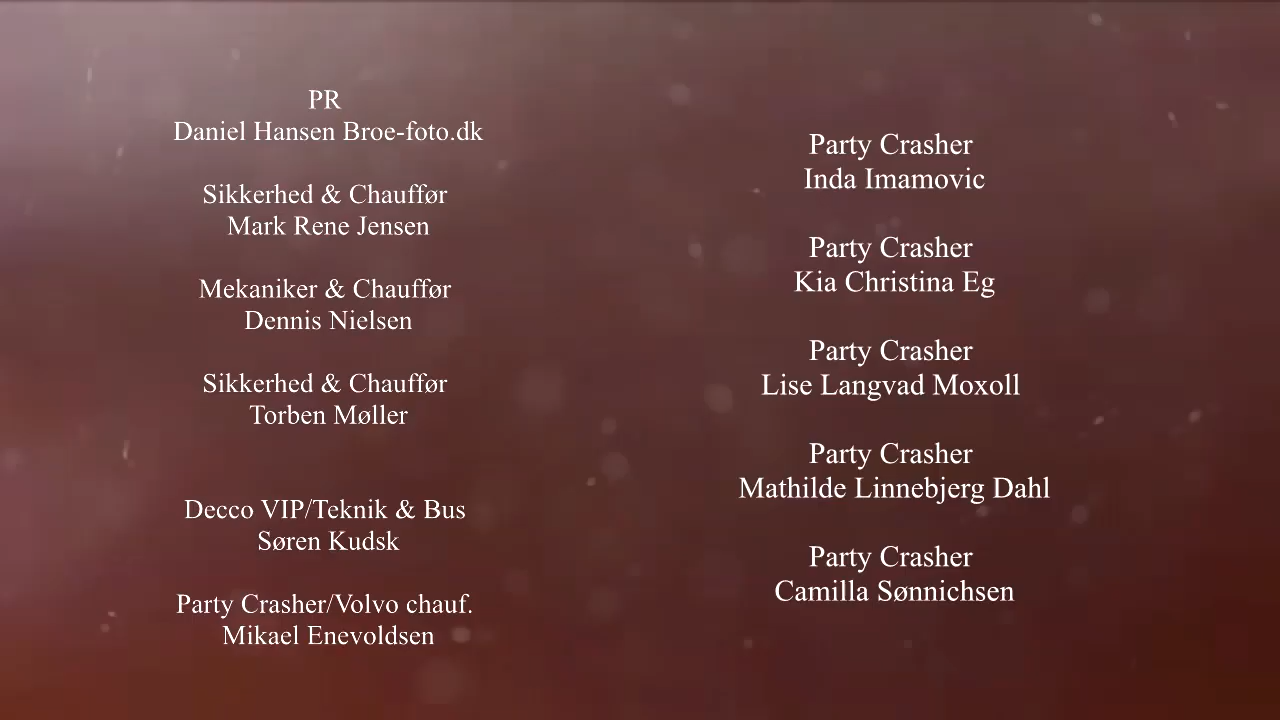 PR
Daniel Hansen Broe-foto.dk
Sikkerhed & Chauffør
Mark Rene Jensen
Mekaniker & Chauffør
Dennis Nielsen
Sikkerhed & Chauffør
Torben Møller
Decco VIP/Teknik & Bus
Søren Kudsk
Party Crasher/Volvo chauf.
Mikael Enevoldsen
Party Crasher
Inda Imamovic
Party Crasher
Kia Christina Eg
Party Crasher
Lise Langvad Moxoll
Party Crasher
Mathilde Linnebjerg Dahl
Party Crasher
Camilla Sønnichsen